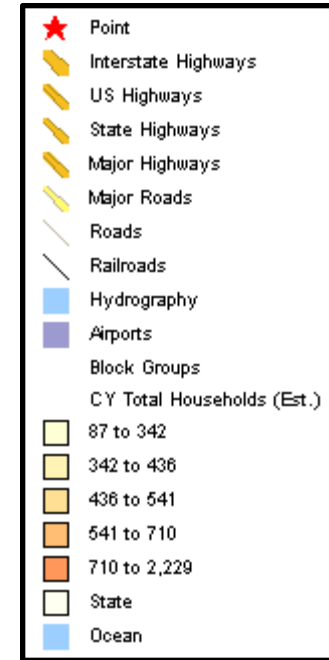 Point
Interstate Highways
US Highways
State Highways
Major Highways
Major Roads
Roads
Railroads
Hydrography
Airports
Block Groups
CY Total Households (Est.)
87 to 342
342 to 436
436 to 541
541 to 710
710 to 2,229
State
Ocean